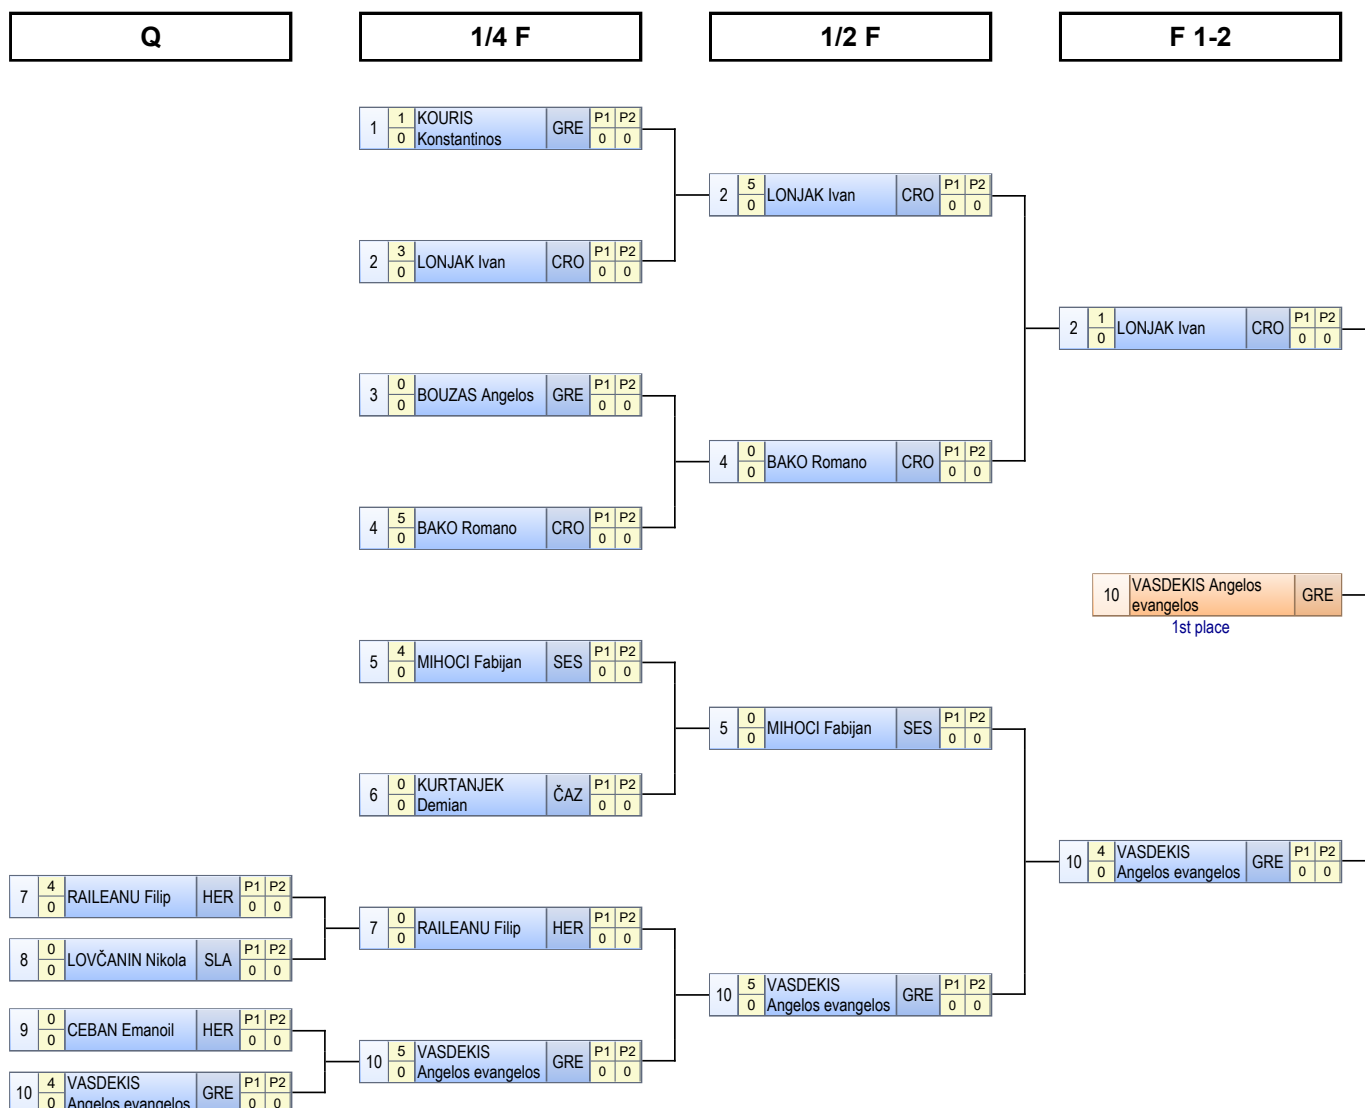 Q 1/4 F 1/2 F F 1-2
1 1 KOURIS GRE P1 P2
0 Konstantinos 0 0
2 5 LONJAK Ivan CRO P1 P2
0 0 0
2 3 LONJAK Ivan CRO P1 P2
0 0 0
2 1 LONJAK Ivan CRO P1 P2
0 0 0
3 0 BOUZAS Angelos GRE P1 P2
0 0 0
4 0 BAKO Romano CRO P1 P2
0 0 0
4 5 BAKO Romano CRO P1 P2
0 0 0
10 VASDEKIS Angelos GRE
evangelos
1st place
5 4 MIHOCI Fabijan SES P1 P2
0 0 0
5 0 MIHOCI Fabijan SES P1 P2
0 0 0
6 0 KURTANJEK ČAZ P1 P2
0 Demian 0 0
10 4 VASDEKIS GRE P1 P2
0 Angelos evangelos 0 0
7 4 RAILEANU Filip HER P1 P2
0 0 0
7 0 RAILEANU Filip HER P1 P2
0 0 0
8 0 LOVČANIN Nikola SLA P1 P2
0 0 0
10 5 VASDEKIS GRE P1 P2
0 Angelos evangelos 0 0
9 0 CEBAN Emanoil HER P1 P2
0 0 0
10 5 VASDEKIS GRE P1 P2
0 Angelos evangelos 0 0
10 4 VASDEKIS GRE P1 P2
0 Angelos evangelos 0 0